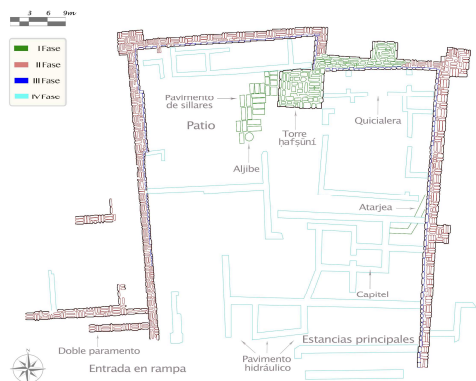 3 6 9m
I Fase
II Fase
III Fase
IV Fase
Pavimento
de sillares
Patio
Torre
ḥafṣūní
Quicialera
Aljibe
Atarjea
Capitel
Doble paramento
Entrada en rampa
Pavimento
hidráulico
Estancias principales